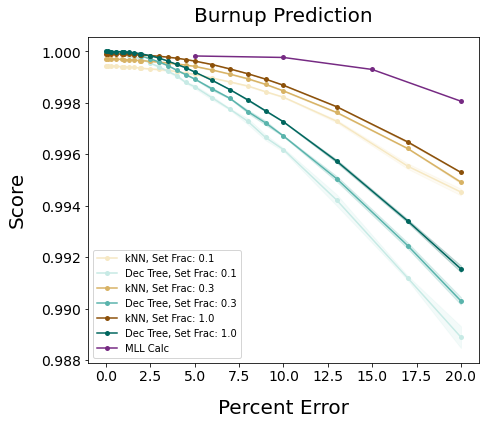 Burnup Prediction
Score
1.000
0.998
0.996
0.994
0.992
0.990
0.988
kNN, Set Frac: 0.1
Dec Tree, Set Frac: 0.1
kNN, Set Frac: 0.3
Dec Tree, Set Frac: 0.3
kNN, Set Frac: 1.0
Dec Tree, Set Frac: 1.0
MLL Calc
0.0 2.5 5.0 7.5 10.0 12.5 15.0 17.5 20.0
Percent Error